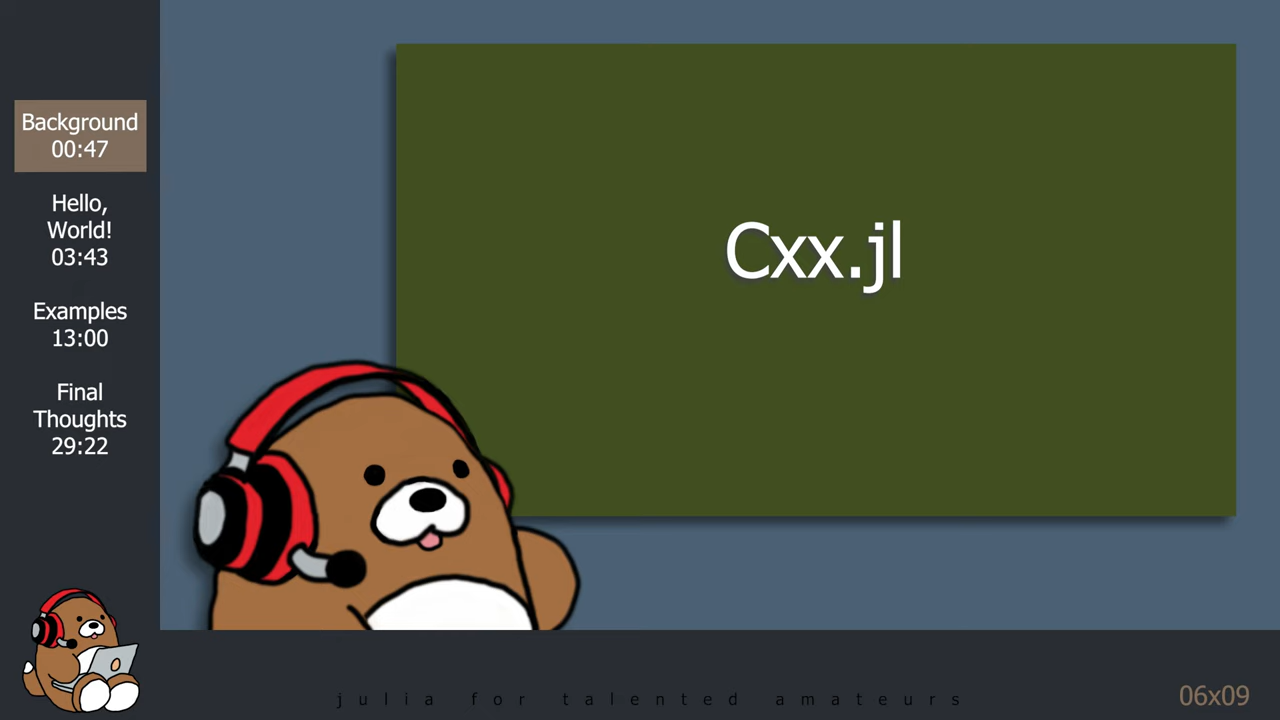 Background
00:47
Hello,
World!
03:43
Examples
13:00
Final
Thoughts
29:22
Cxx.jl
julia for talented amateurs
06x09